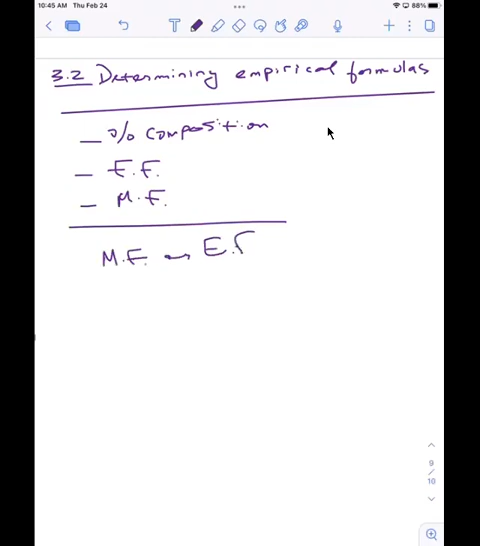 10:45 AM Thu Feb 24
88%
3.2 Determining empirical formulas
- % composition
- E.F.
- M.F.
M.F. → E.F
9
/
10